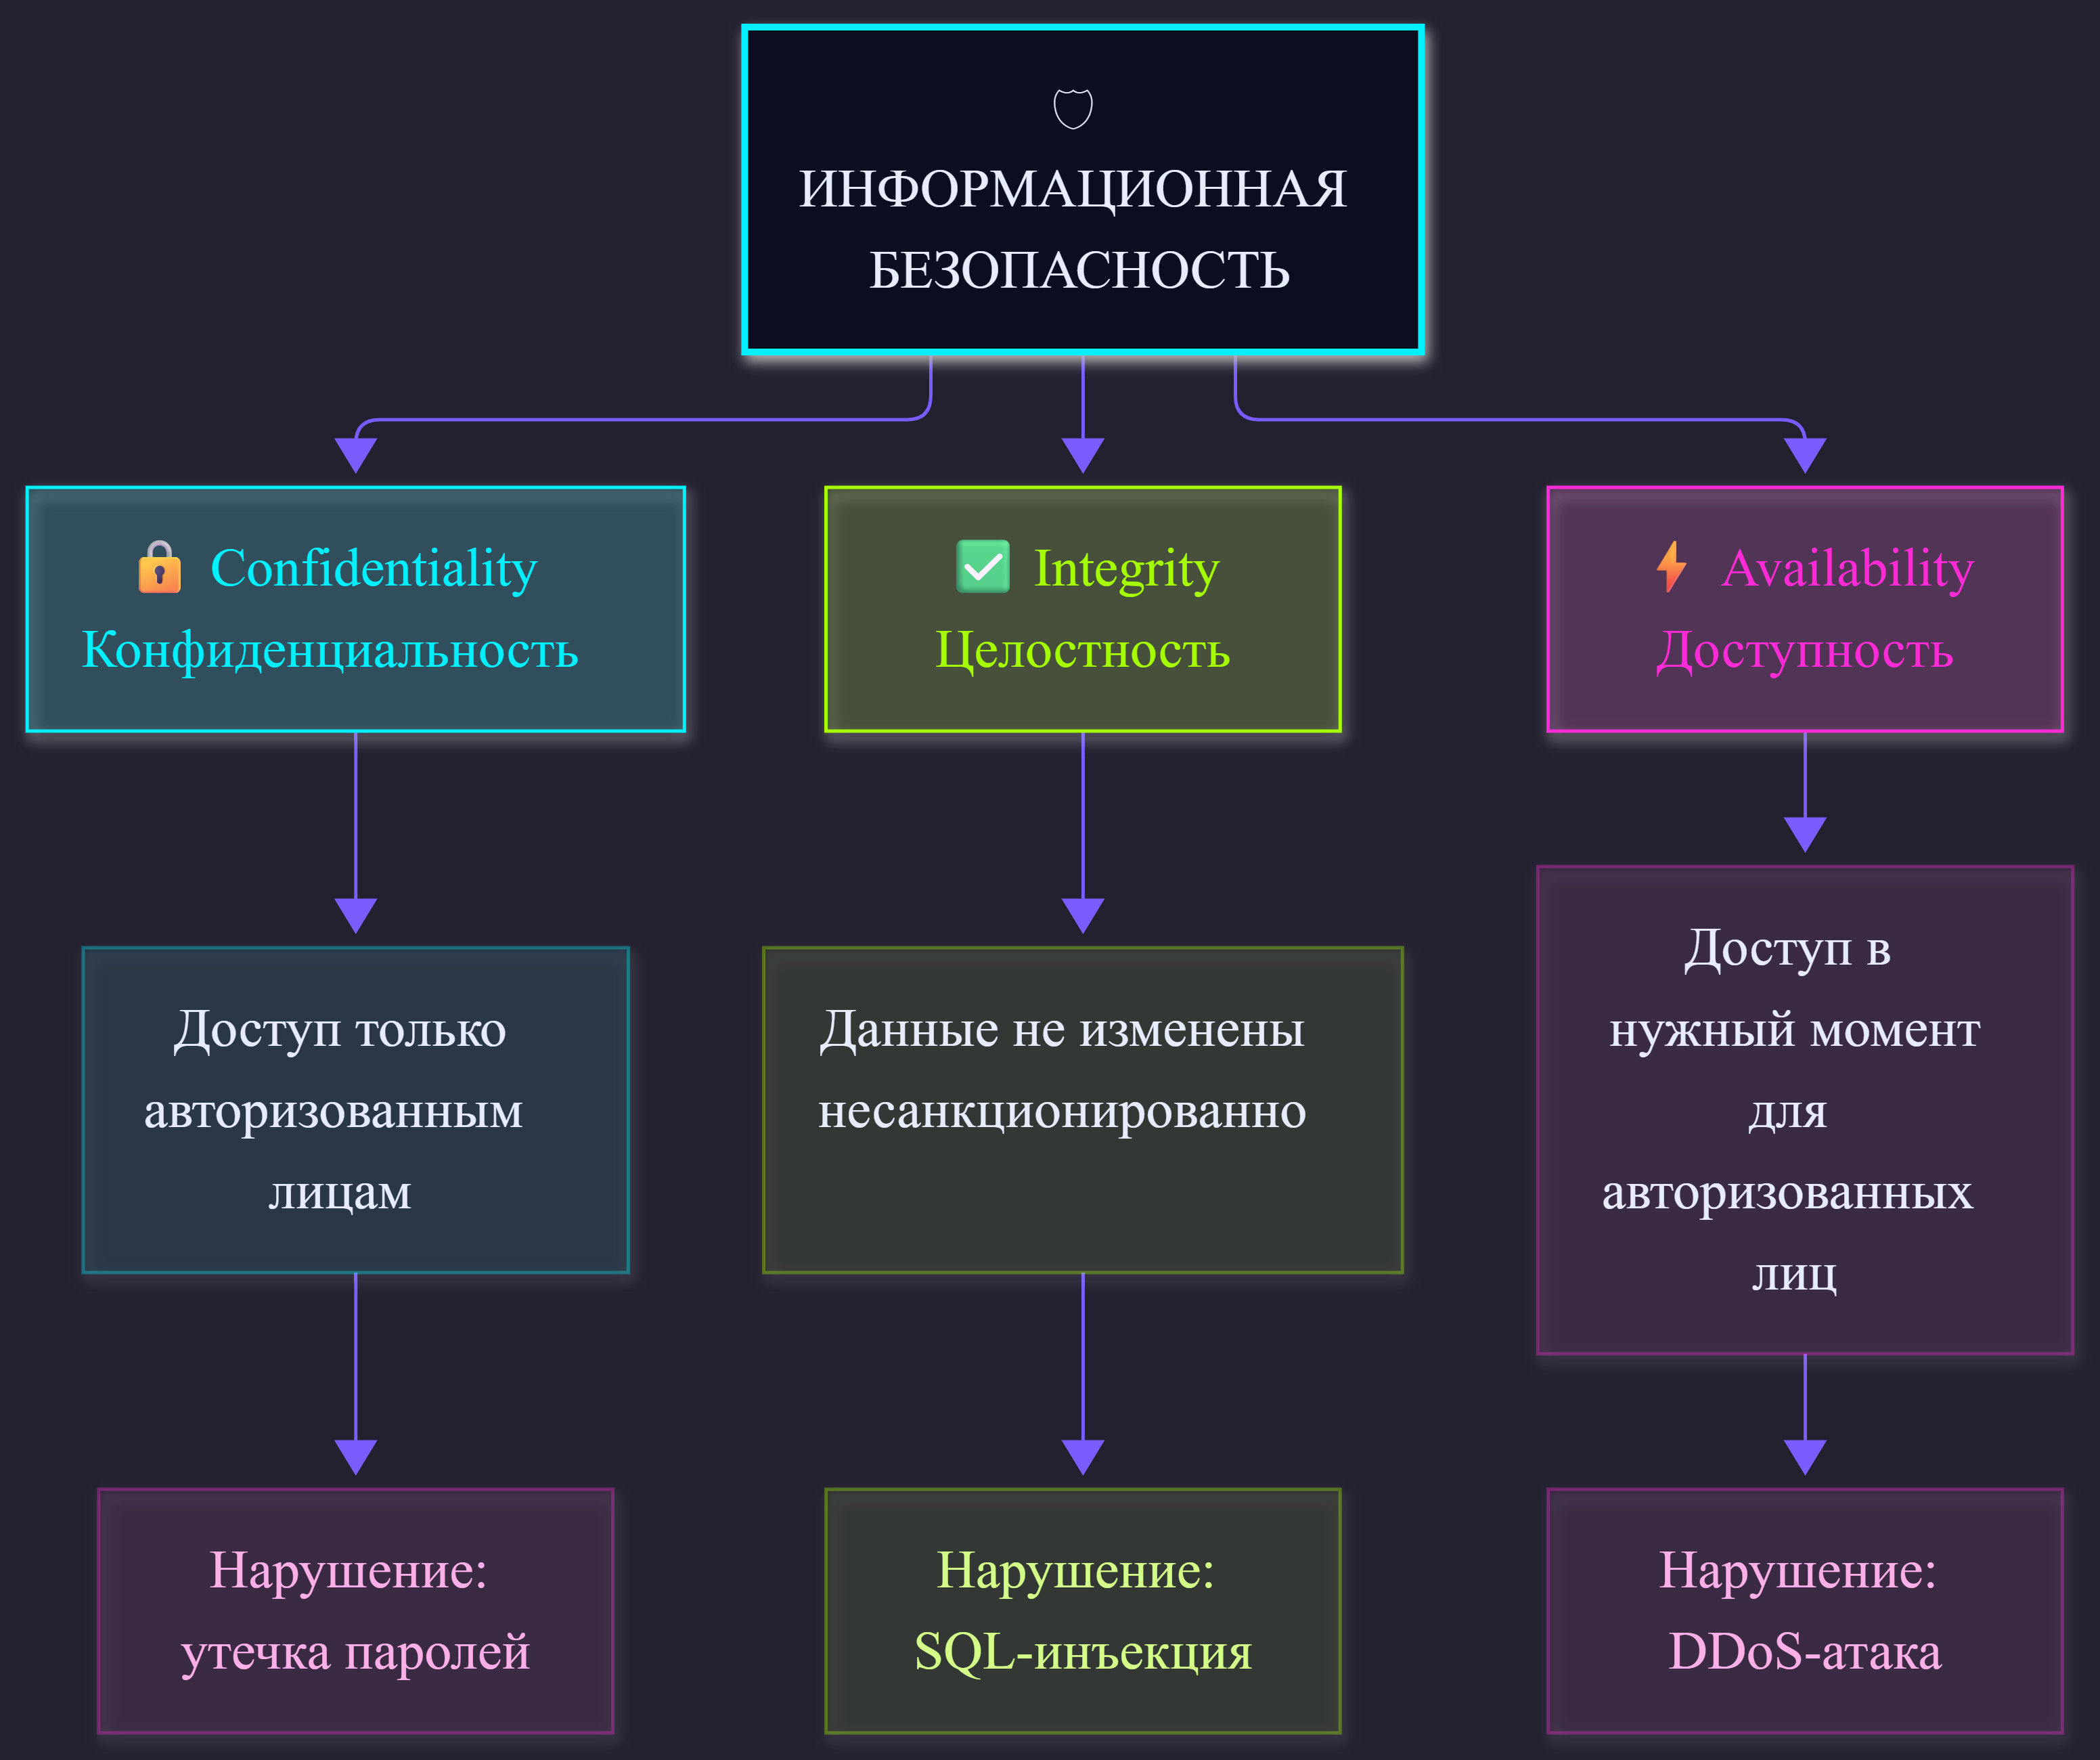 ИНФОРМАЦИОННАЯ
БЕЗОПАСНОСТЬ
Confidentiality
Конфиденциальность
Integrity
Целостность
Availability
Доступность
Доступ только
авторизованным
лицам
Данные не изменены
несанкционированно
Доступ в
нужный момент
для
авторизованных
лиц
Нарушение:
утечка паролей
Нарушение:
SQL-инъекция
Нарушение:
DDoS-атака